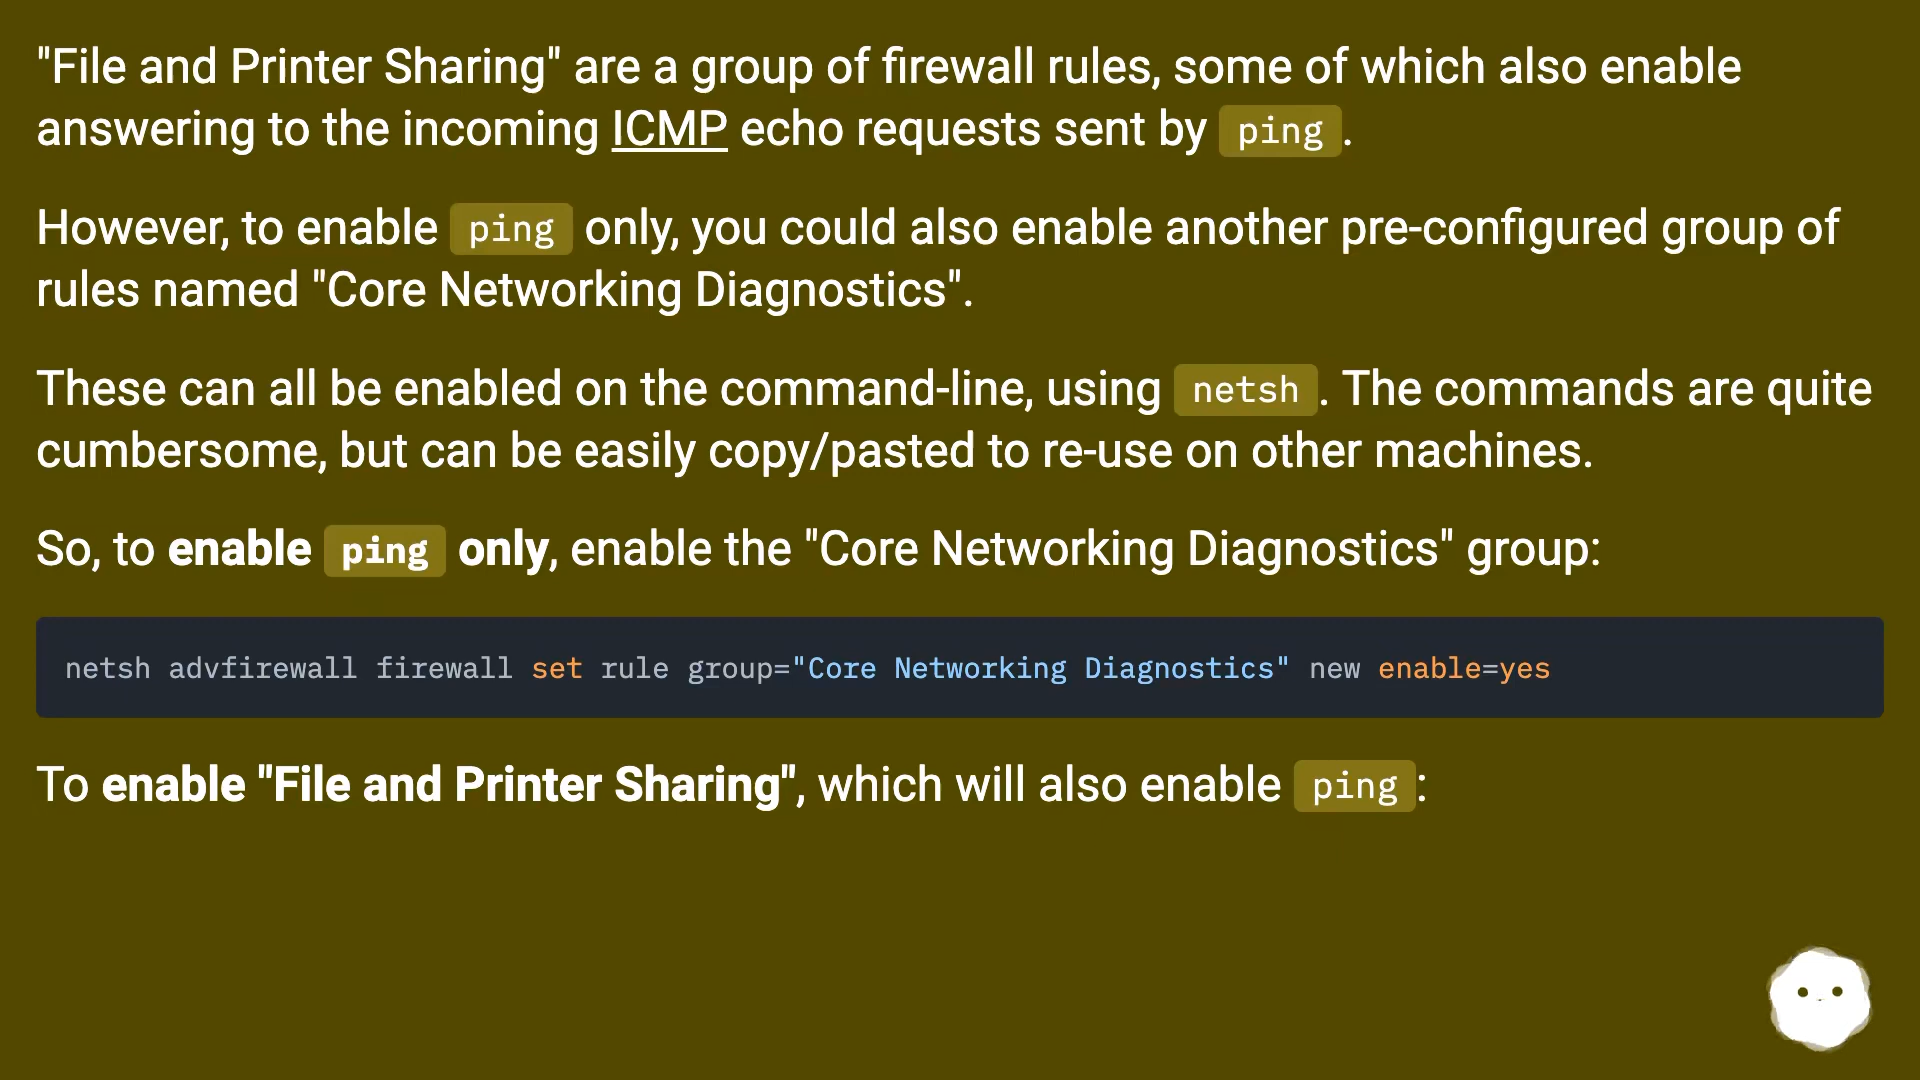 "File and Printer Sharing" are a group of firewall rules, some of which also enable
answering to the incoming ICMP echo requests sent by ping.
However, to enable ping only, you could also enable another pre-configured group of
rules named "Core Networking Diagnostics".
These can all be enabled on the command-line, using netsh. The commands are quite
cumbersome, but can be easily copy/pasted to re-use on other machines.
So, to enable ping only, enable the "Core Networking Diagnostics" group:
netsh advfirewall firewall set rule group="Core Networking Diagnostics" new enable=yes
To enable "File and Printer Sharing", which will also enable ping: